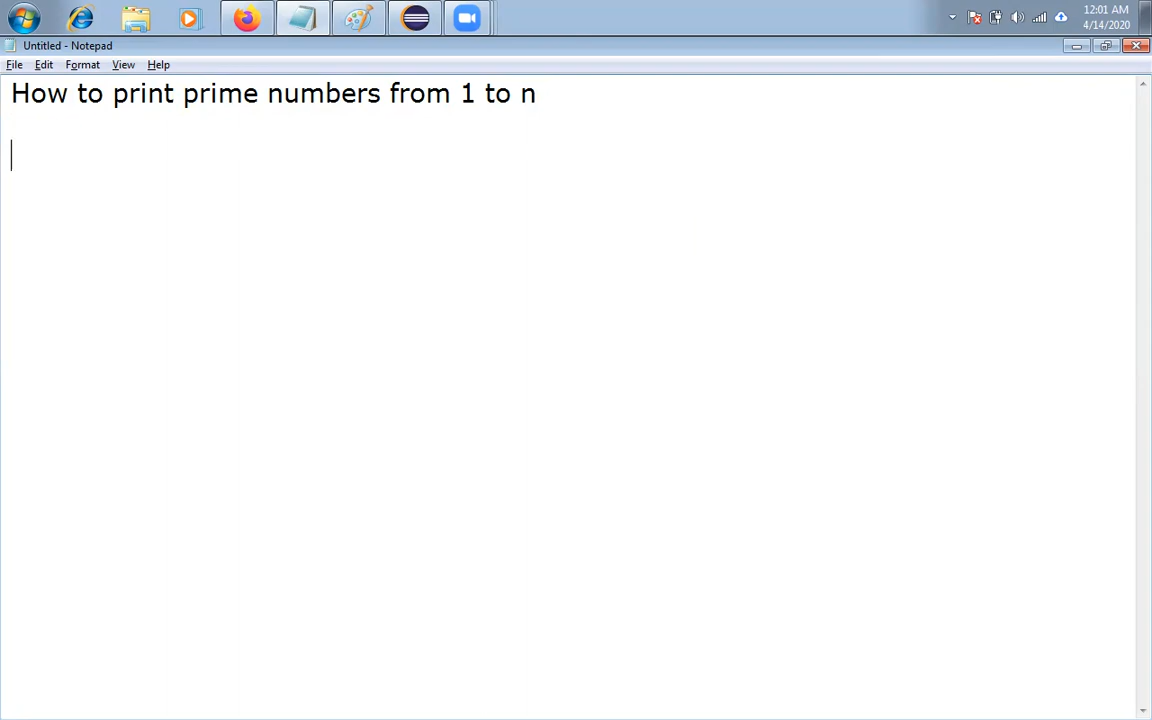 12:01 AM
4/14/2020
Untitled - Notepad
File Edit Format View Help
How to print prime numbers from 1 to n